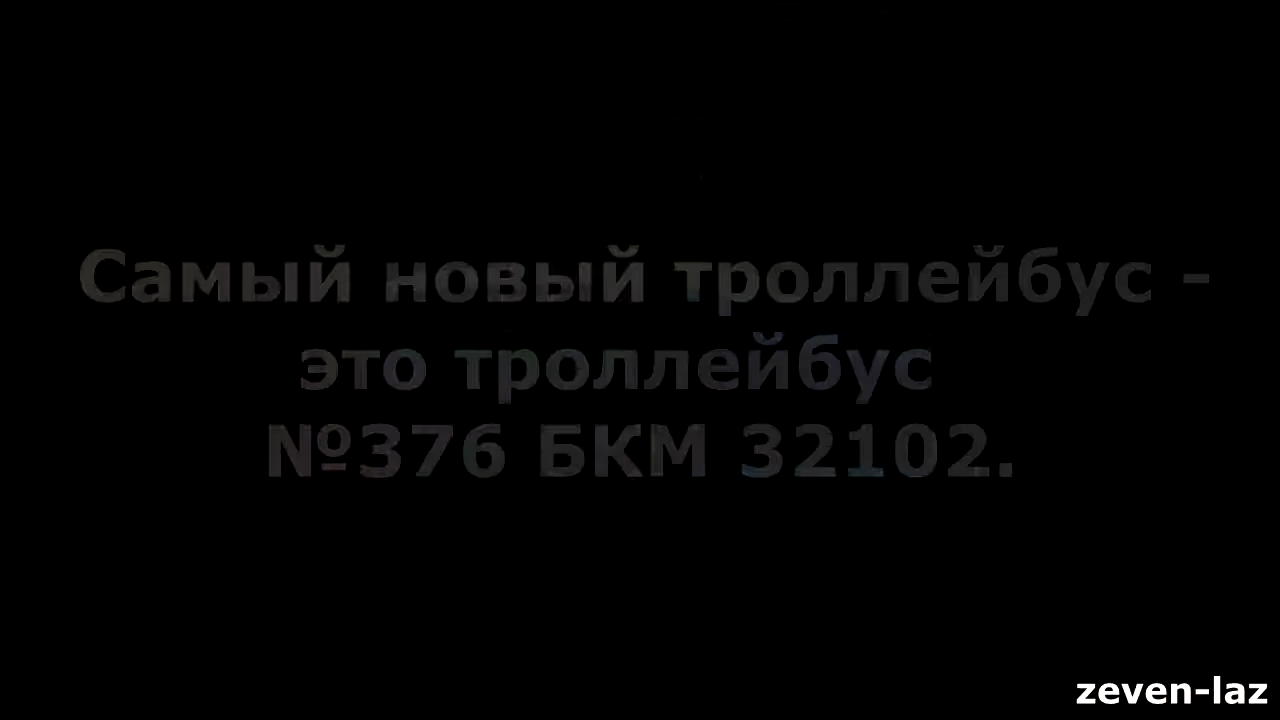 Самый новый троллейбус -
это троллейбус
№376 БКМ 32102.
zeven-laz